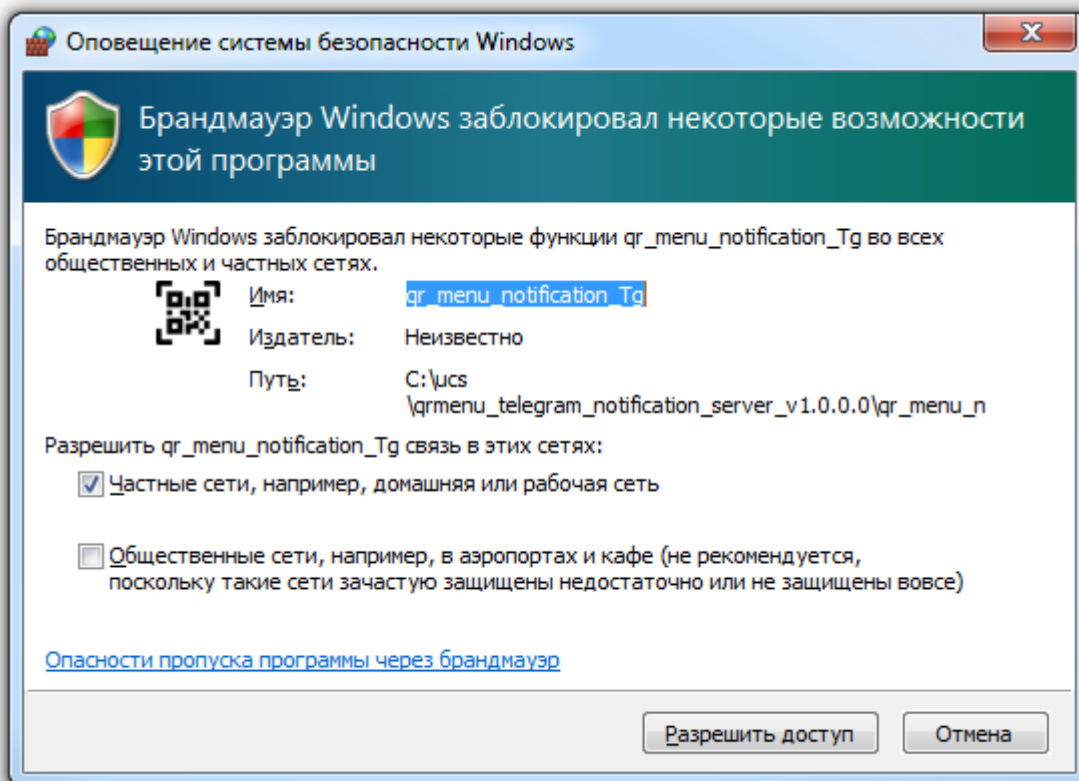 Оповещение системы безопасности Windows
Брандмауэр Windows заблокировал некоторые возможности
этой программы
Брандмауэр Windows заблокировал некоторые функции qr_menu_notification_Tg во всех
общественных и частных сетях.
Имя: qr_menu_notification_Tg
Издатель: Неизвестно
Путь: C:\ucs
\qrmenu_telegram_notification_server_v1.0.0.0\qr_menu_n
Разрешить qr_menu_notification_Tg связь в этих сетях:
Частные сети, например, домашняя или рабочая сеть
Общественные сети, например, в аэропортах и кафе (не рекомендуется,
поскольку такие сети зачастую защищены недостаточно или не защищены вовсе)
Опасности пропуска программы через брандмауэр
Разрешить доступ Отмена